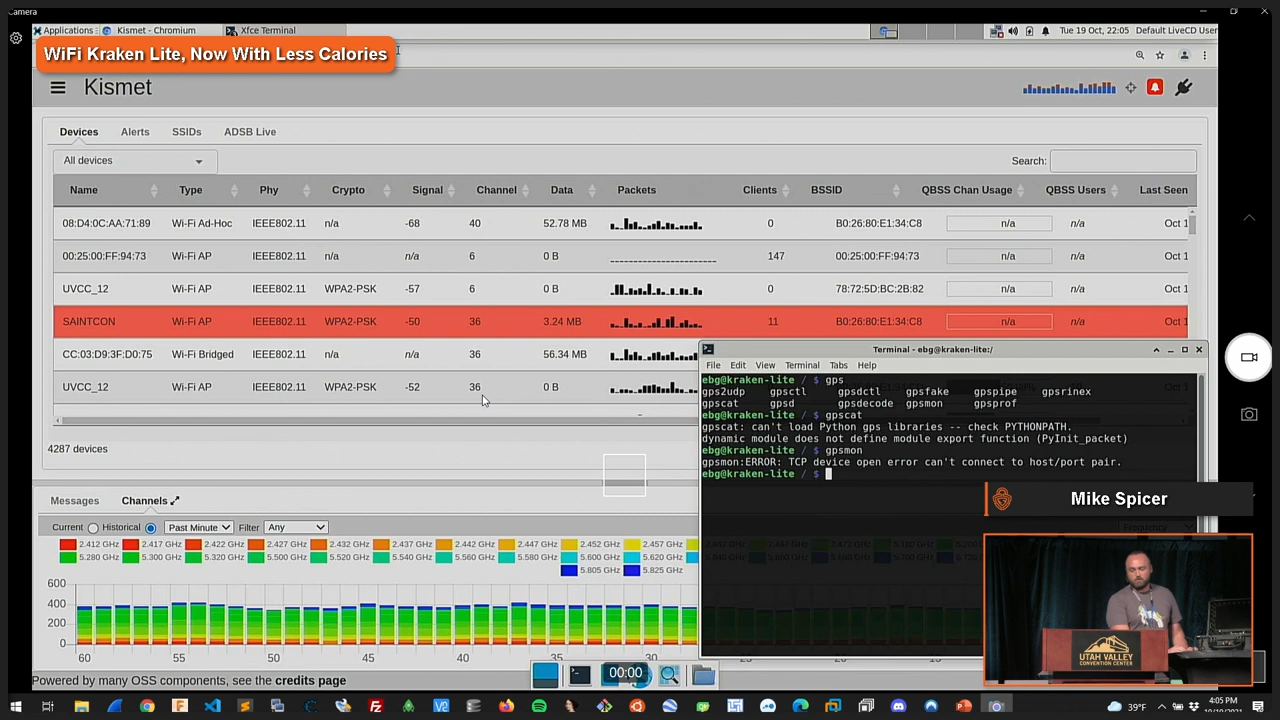 Camera
Applications Kismet - Chromium Xfce Terminal Tue 19 Oct, 22:05 Default LiveCD User
WiFi Kraken Lite, Now With Less Calories
Kismet
Devices Alerts SSIDs ADSB Live
All devices Search:
Name Type Phy Crypto Signal Channel Data Packets Clients BSSID QBSS Chan Usage QBSS Users Last Seen
08:D4:0C:AA:71:89 Wi-Fi Ad-Hoc IEEE802.11 n/a -68 40 52.78 MB 0 B0:26:80:E1:34:C8 n/a n/a Oct 1
00:25:00:FF:94:73 Wi-Fi AP IEEE802.11 n/a n/a 6 0 B 147 00:25:00:FF:94:73 n/a n/a Oct 1
UVCC_12 Wi-Fi AP IEEE802.11 WPA2-PSK -57 6 0 B 0 78:72:5D:BC:2B:82 n/a n/a Oct 1
SAINTCON Wi-Fi AP IEEE802.11 WPA2-PSK -50 36 3.24 MB 11 B0:26:80:E1:34:C8 n/a n/a Oct 1
CC:03:D9:3F:D0:75 Wi-Fi Bridged IEEE802.11 n/a n/a 36 56.34 MB
UVCC_12 Wi-Fi AP IEEE802.11 WPA2-PSK -52 36 0 B
4287 devices
Terminal - ebg@kraken-lite:/
File Edit View Terminal Tabs Help
ebg@kraken-lite / $ gps
gps2udp gpsctl gpsdctl gpsfake gpspipe gpsrinex
gpscat gpsd gpsdecode gpsmon gpsprof
ebg@kraken-lite / $ gpscat
gpscat: can't load Python gps libraries -- check PYTHONPATH.
dynamic module does not define module export function (PyInit_packet)
ebg@kraken-lite / $ gpsmon
gpsmon:ERROR: TCP device open error can't connect to host/port pair.
ebg@kraken-lite / $
Messages Channels
Current Historical Past Minute Filter Any Frequency
2.412 GHz 2.417 GHz 2.422 GHz 2.427 GHz 2.432 GHz 2.437 GHz 2.442 GHz 2.447 GHz 2.452 GHz 2.457 GHz
5.280 GHz 5.300 GHz 5.320 GHz 5.500 GHz 5.520 GHz 5.540 GHz 5.560 GHz 5.580 GHz 5.600 GHz 5.620 GHz
5.805 GHz 5.825 GHz
600
400
200
0
60 55 50 45 40 35 30
Powered by many OSS components, see the credits page
00:00
Mike Spicer
UTAH VALLEY
CONVENTION CENTER
39°F 4:05 PM